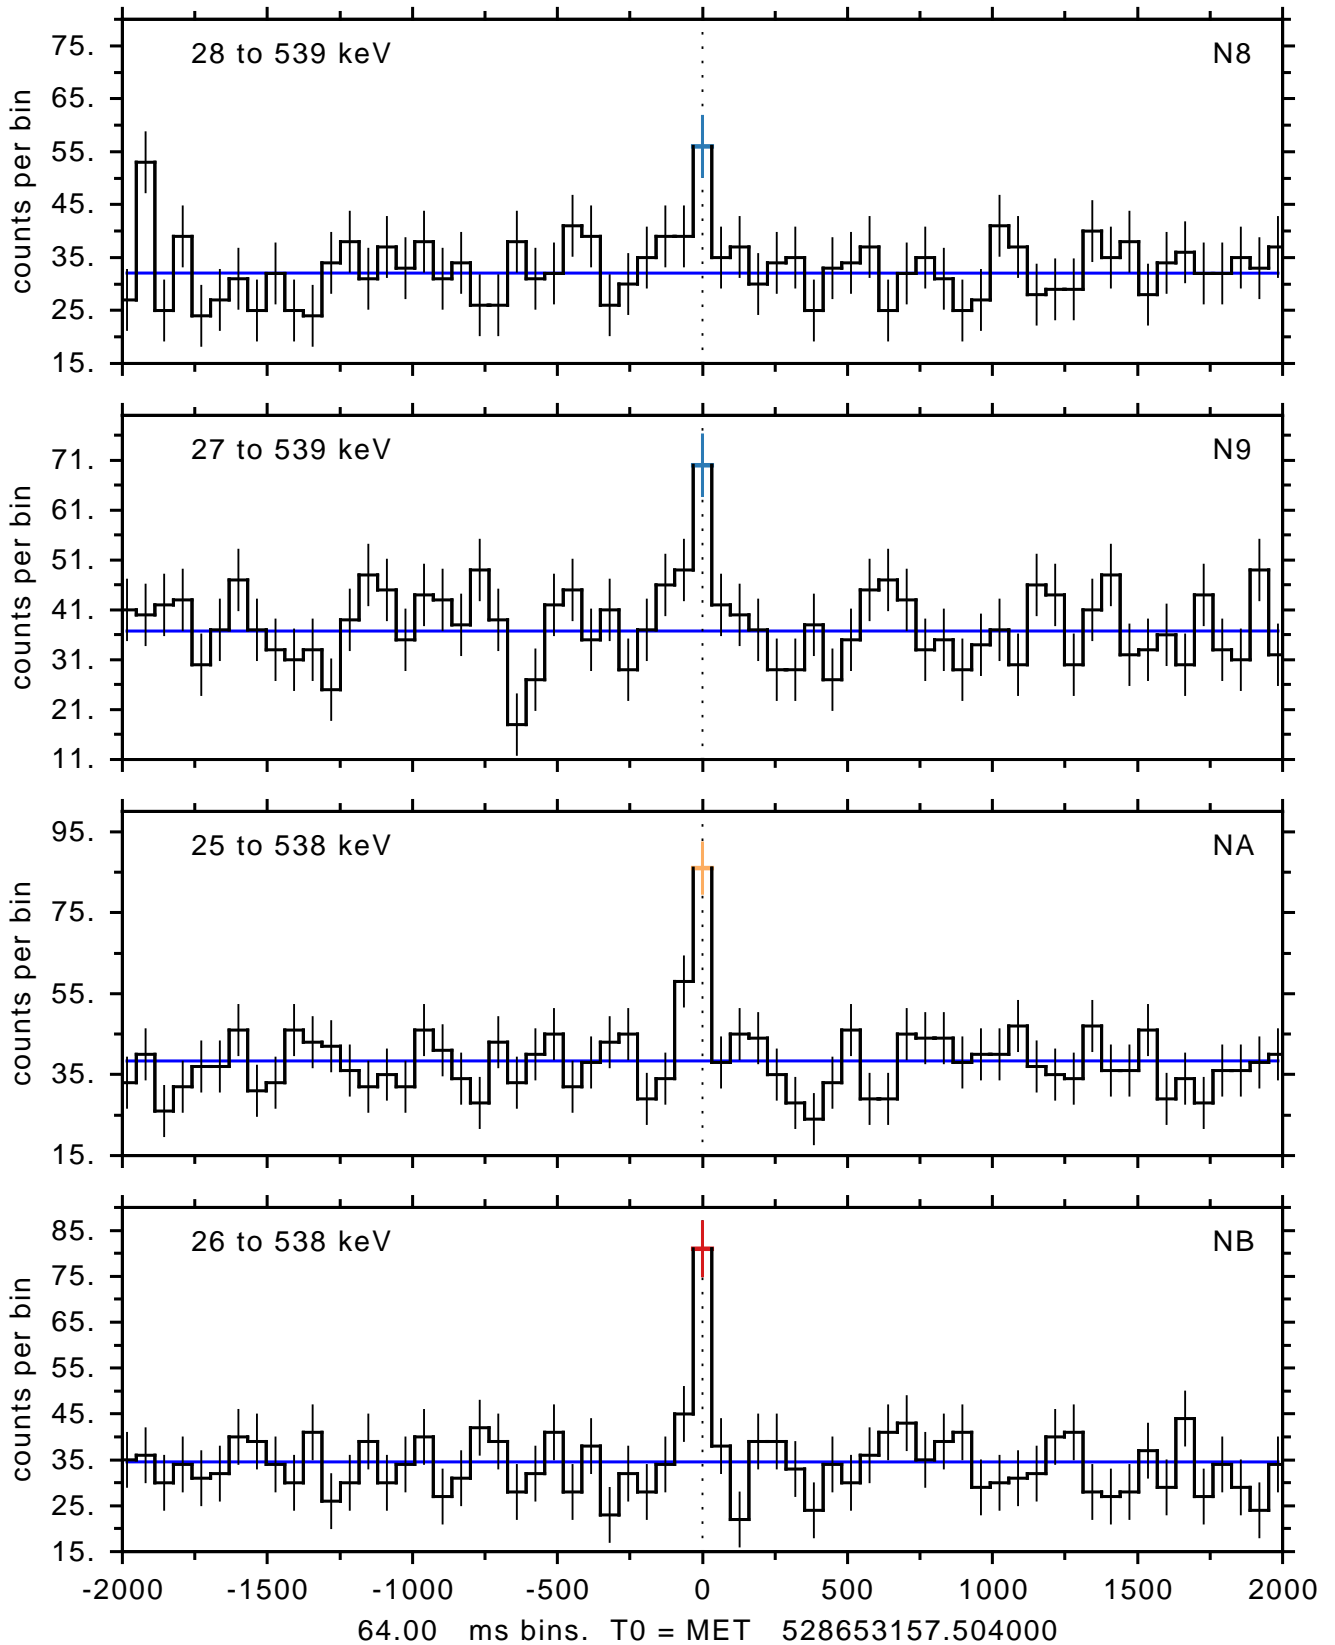 28 to 539 keV N8
75.
65.
55.
45.
35.
25.
15.
counts per bin
27 to 539 keV N9
71.
61.
51.
41.
31.
21.
11.
counts per bin
25 to 538 keV NA
95.
75.
55.
35.
15.
counts per bin
26 to 538 keV NB
85.
75.
65.
55.
45.
35.
25.
15.
counts per bin
-2000 -1500 -1000 -500 0 500 1000 1500 2000
64.00 ms bins. T0 = MET 528653157.504000